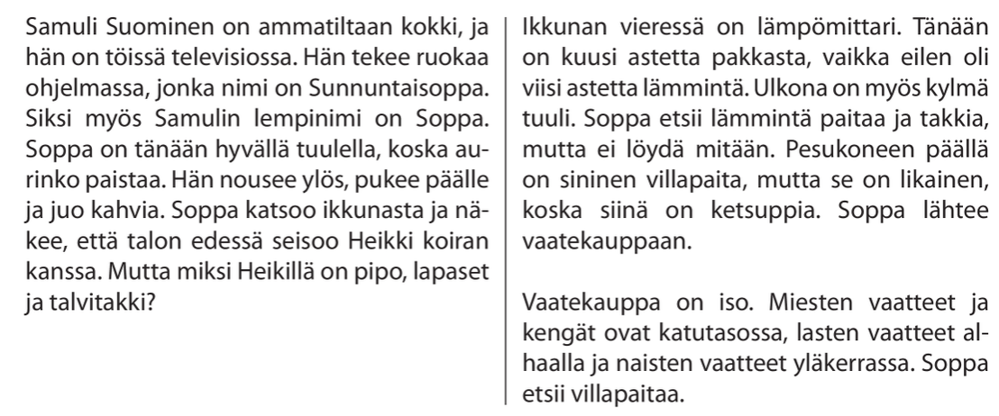 Samuli Suominen on ammatiltaan kokki, ja
hän on töissä televisiossa. Hän tekee ruokaa
ohjelmassa, jonka nimi on Sunnuntaisoppa.
Siksi myös Samulin lempinimi on Soppa.
Soppa on tänään hyvällä tuulella, koska au-
rinko paistaa. Hän nousee ylös, pukee päälle
ja juo kahvia. Soppa katsoo ikkunasta ja nä-
kee, että talon edessä seisoo Heikki koiran
kanssa. Mutta miksi Heikillä on pipo, lapaset
ja talvitakki?
Ikkunan vieressä on lämpömittari. Tänään
on kuusi astetta pakkasta, vaikka eilen oli
viisi astetta lämmintä. Ulkona on myös kylmä
tuuli. Soppa etsii lämmintä paitaa ja takkia,
mutta ei löydä mitään. Pesukoneen päällä
on sininen villapaita, mutta se on likainen,
koska siinä on ketsuppia. Soppa lähtee
vaatekauppaan.
Vaatekauppa on iso. Miesten vaatteet ja
kengät ovat katutasossa, lasten vaatteet al-
haalla ja naisten vaatteet yläkerrassa. Soppa
etsii villapaitaa.